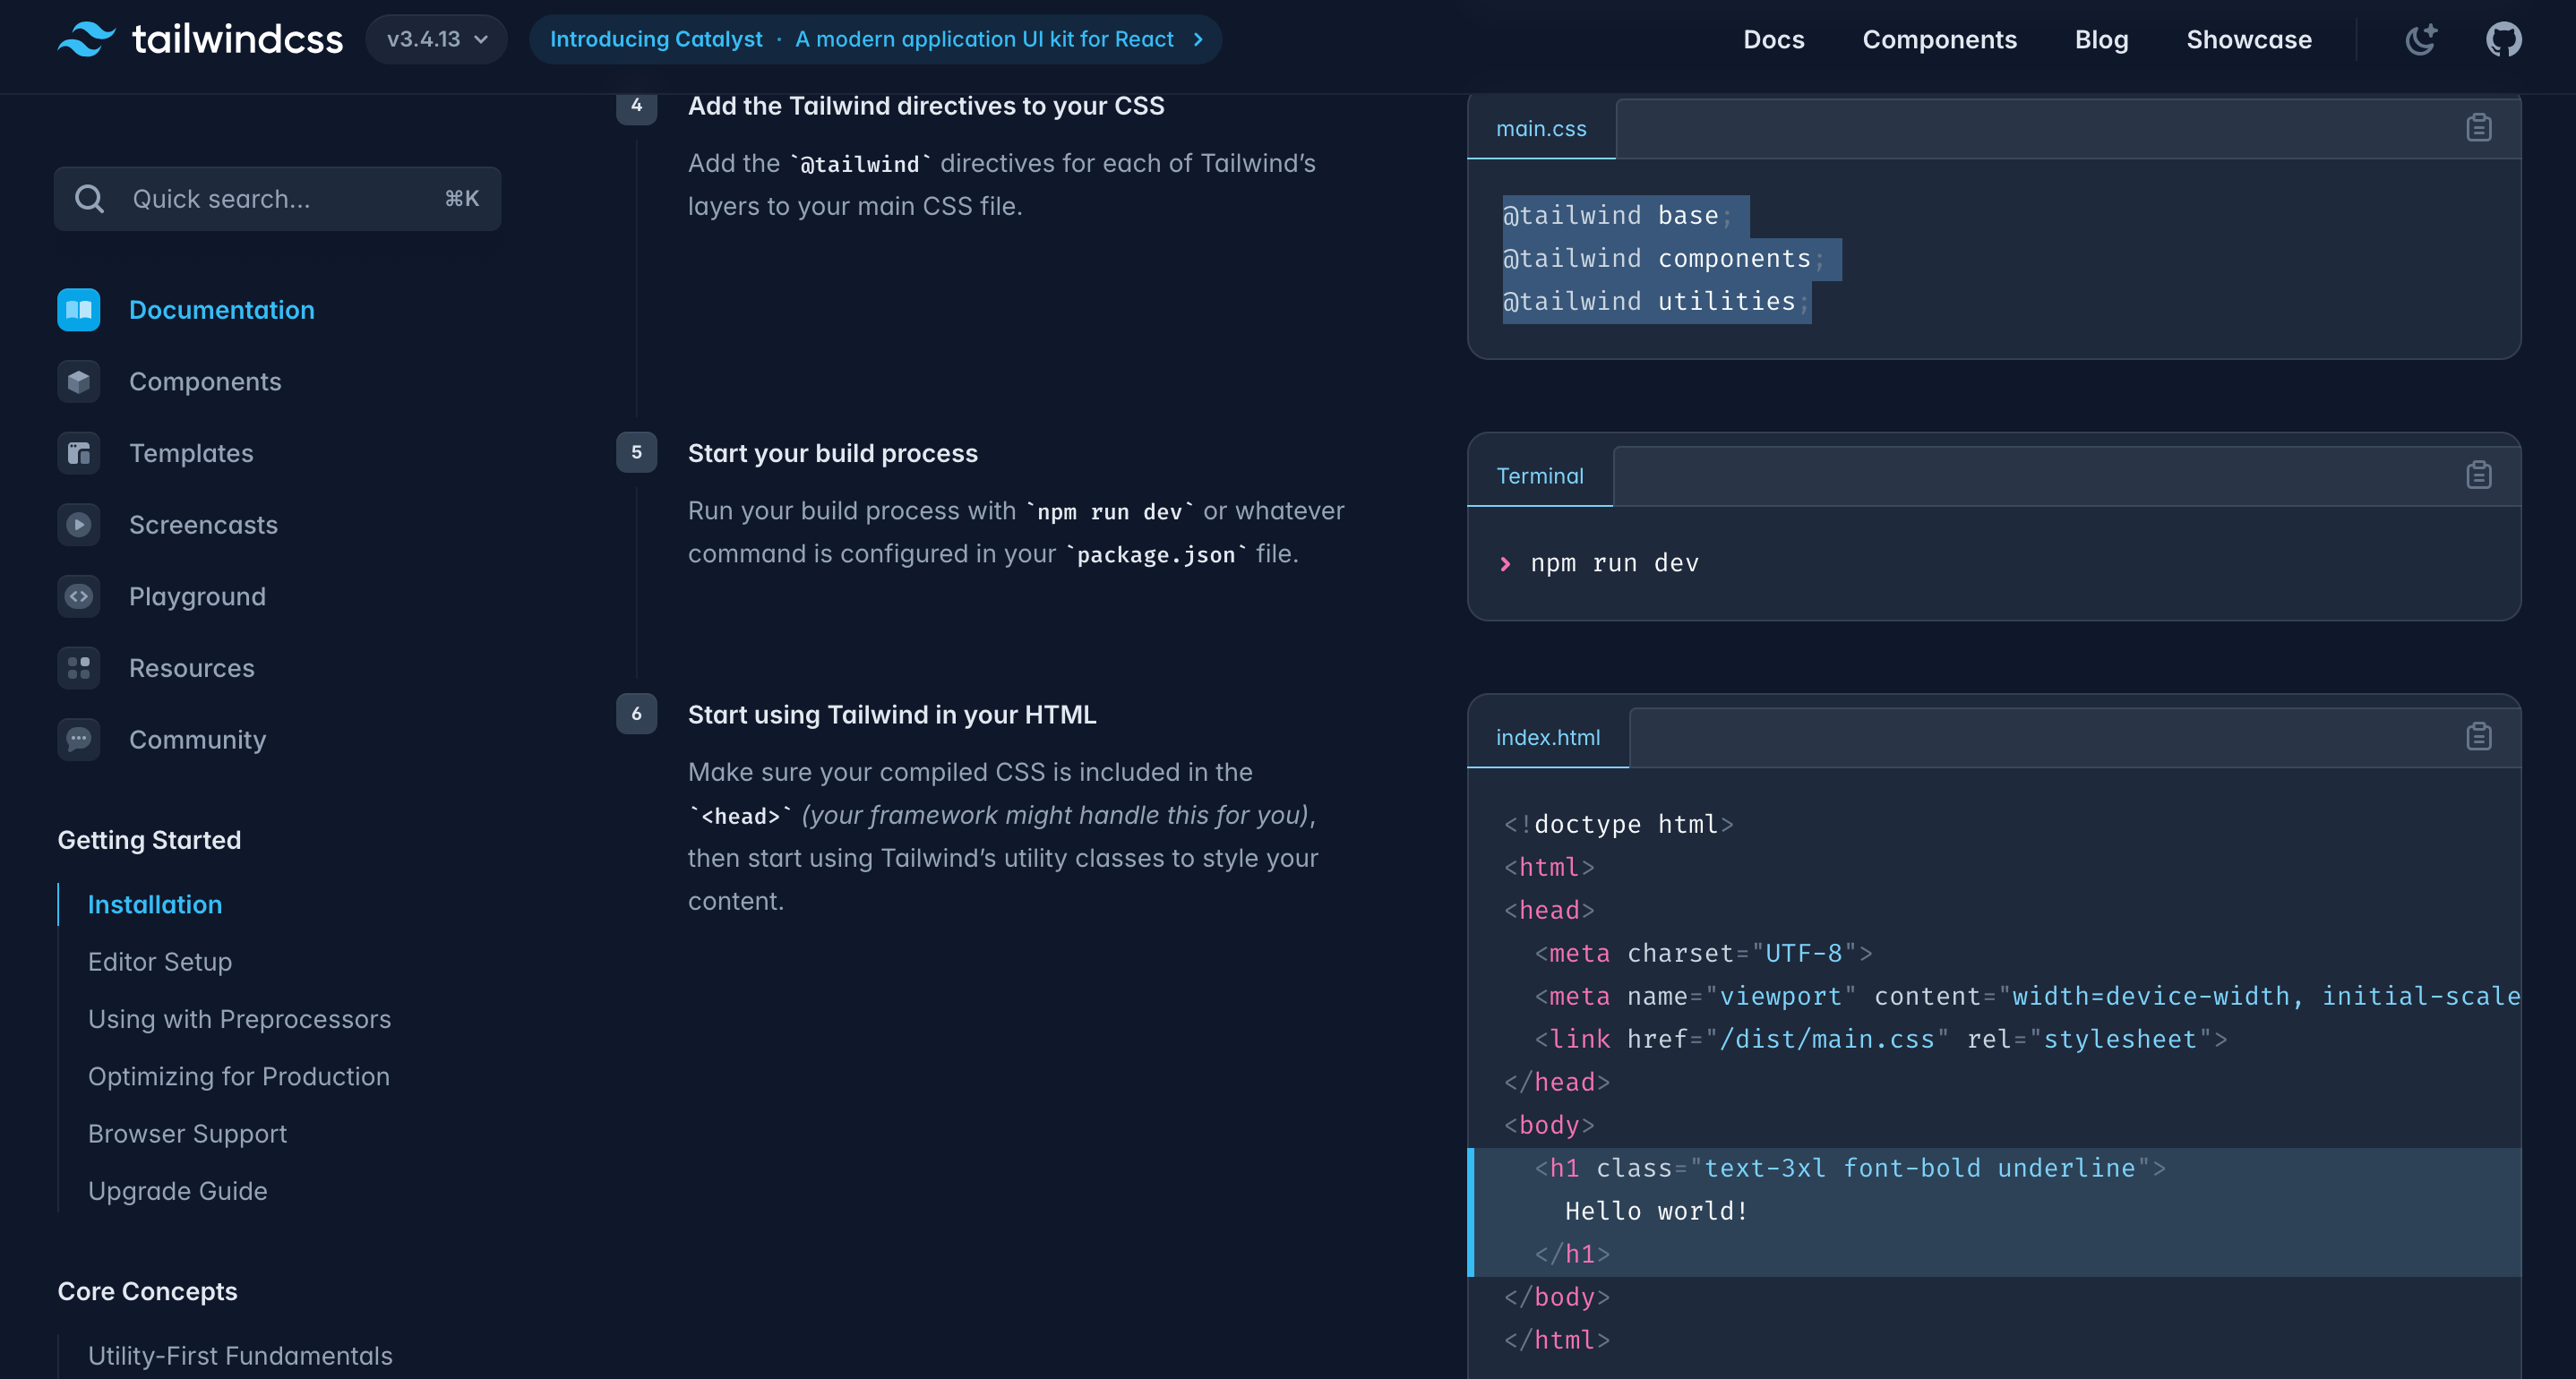 tailwindcss
v3.4.13
Introducing Catalyst · A modern application UI kit for React
Docs
Components
Blog
Showcase
Quick search...
⌘K
Documentation
Components
Templates
Screencasts
Playground
Resources
Community
Getting Started
Installation
Editor Setup
Using with Preprocessors
Optimizing for Production
Browser Support
Upgrade Guide
Core Concepts
Utility-First Fundamentals
4
Add the Tailwind directives to your CSS
Add the `@tailwind` directives for each of Tailwind’s
layers to your main CSS file.
main.css
@tailwind base;
@tailwind components;
@tailwind utilities;
5
Start your build process
Run your build process with `npm run dev` or whatever
command is configured in your `package.json` file.
Terminal
› npm run dev
6
Start using Tailwind in your HTML
Make sure your compiled CSS is included in the
`<head>` (your framework might handle this for you),
then start using Tailwind’s utility classes to style your
content.
index.html
<!doctype html>
<html>
<head>
  <meta charset="UTF-8">
  <meta name="viewport" content="width=device-width, initial-scale
  <link href="/dist/main.css" rel="stylesheet">
</head>
<body>
  <h1 class="text-3xl font-bold underline">
    Hello world!
  </h1>
</body>
</html>